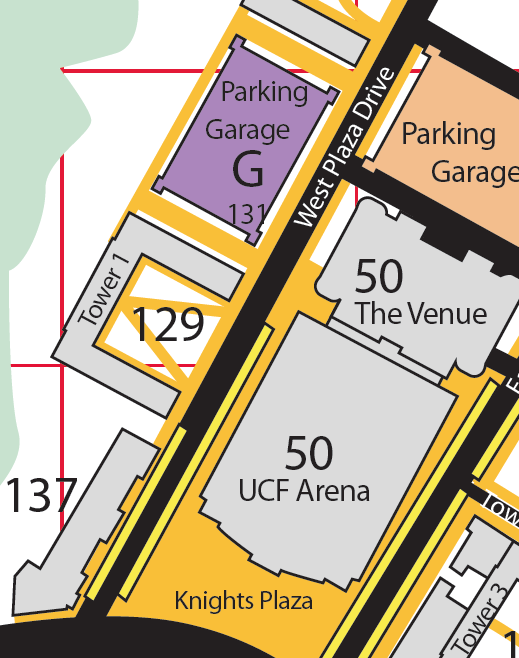 Parking
Garage
G
131
West Plaza Drive
Parking
Garage
50
The Venue
Tower 1
129
50
UCF Arena
137
Knights Plaza
Tower 3